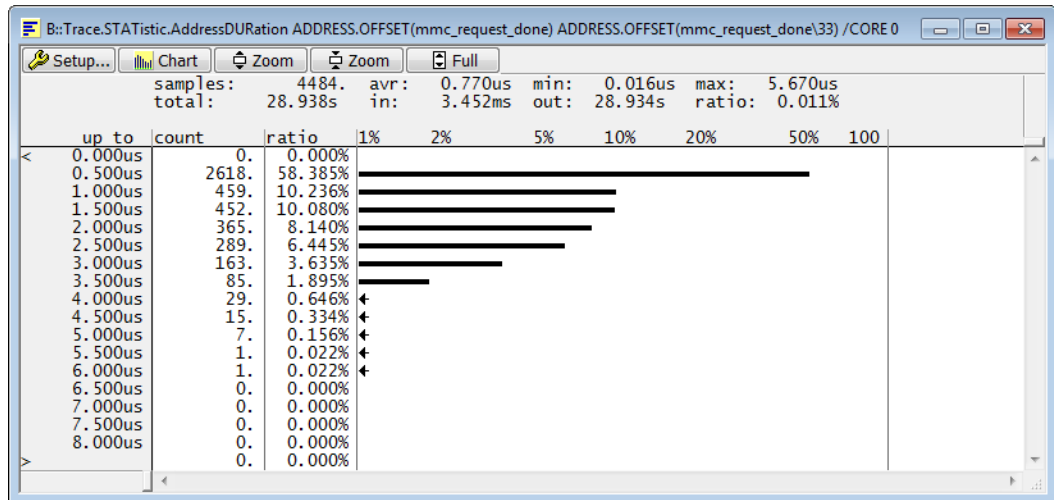 B::Trace.STATistic.AddressDURation ADDRESS.OFFSET(mmc_request_done) ADDRESS.OFFSET(mmc_request_done\33) /CORE 0
Setup... Chart Zoom Zoom Full
samples: 4484. avr: 0.770us min: 0.016us max: 5.670us
total: 28.938s in: 3.452ms out: 28.934s ratio: 0.011%
up to count ratio 1% 2% 5% 10% 20% 50% 100
< 0.000us 0. 0.000%
0.500us 2618. 58.385%
1.000us 459. 10.236%
1.500us 452. 10.080%
2.000us 365. 8.140%
2.500us 289. 6.445%
3.000us 163. 3.635%
3.500us 85. 1.895%
4.000us 29. 0.646%
4.500us 15. 0.334%
5.000us 7. 0.156%
5.500us 1. 0.022%
6.000us 1. 0.022%
6.500us 0. 0.000%
7.000us 0. 0.000%
7.500us 0. 0.000%
8.000us 0. 0.000%
> 0. 0.000%